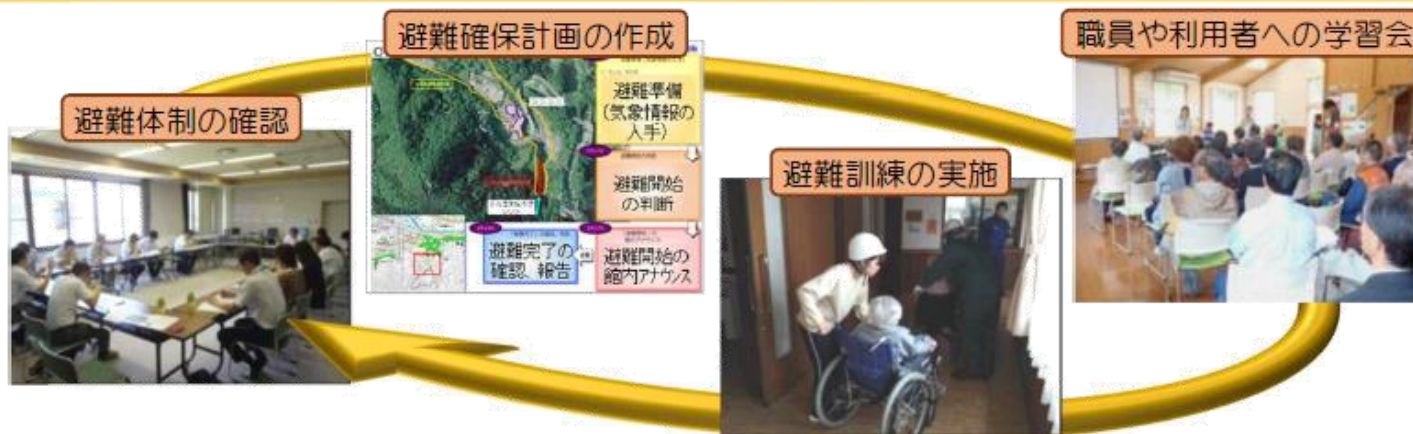 避難確保計画の作成
職員や利用者への学習会
避難体制の確認
避難訓練の実施
避難準備
(気象情報の
入手)
避難開始
の判断
避難開始の
館内アナウンス
避難完了の
確認、報告